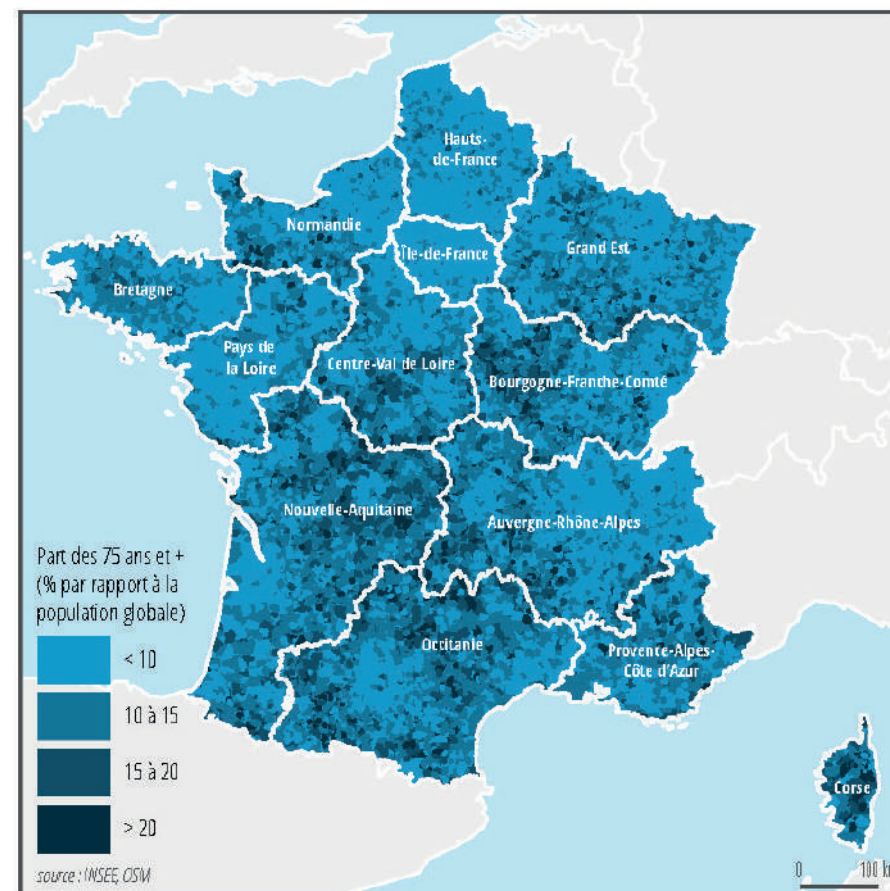 Hauts-
de-France
Normandie
Île-de-France
Grand Est
Bretagne
Pays de
la Loire
Centre-Val de Loire
Bourgogne-Franche-Comté
Nouvelle-Aquitaine
Auvergne-Rhône-Alpes
Occitanie
Provence-Alpes-
Côte d'Azur
Corse
Part des 75 ans et +
(% par rapport à la
population globale)
< 10
10 à 15
15 à 20
> 20
source : INSEE, OSM
0 100 km